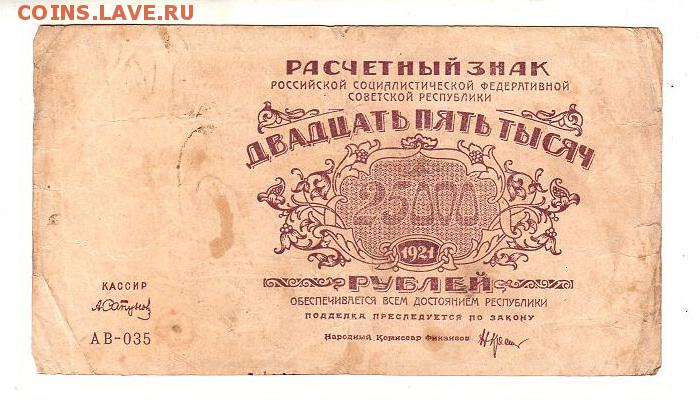 COINS.LAVE.RU
РАСЧЕТНЫЙ ЗНАК
РОССИЙСКОЙ СОЦИАЛИСТИЧЕСКОЙ ФЕДЕРАТИВНОЙ
СОВЕТСКОЙ РЕСПУБЛИКИ
ДВАДЦАТЬ ПЯТЬ ТЫСЯЧ
25000
1921
РУБЛЕЙ
ОБЕСПЕЧИВАЕТСЯ ВСЕМ ДОСТОЯНИЕМ РЕСПУБЛИКИ
ПОДДЕЛКА ПРЕСЛЕДУЕТСЯ ПО ЗАКОНУ
Народный Комиссар Финансов
КАССИР
А Сапунов
АВ-035